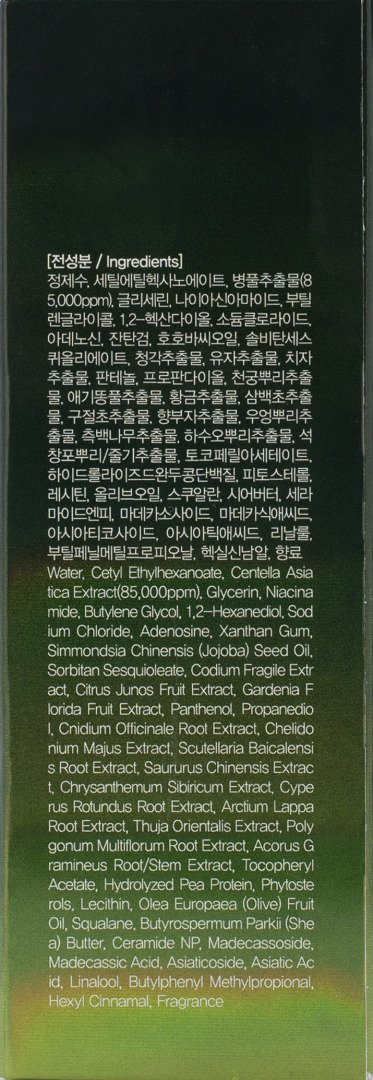 [전성분 / Ingredients]
정제수, 세틸에틸헥사노에이트, 병풀추출물(8
5,000ppm), 글리세린, 나이아신아마이드, 부틸
렌글라이콜, 1,2-헥산다이올, 소듐클로라이드,
아데노신, 잔탄검, 호호바씨오일, 솔비탄세스
퀴올리에이트, 청각추출물, 유자추출물, 치자
추출물, 판테놀, 프로판다이올, 천궁뿌리추출
물, 애기똥풀추출물, 황금추출물, 삼백초추출
물, 구절초추출물, 향부자추출물, 우엉뿌리추
출물, 측백나무추출물, 하수오뿌리추출물, 석
창포뿌리/줄기추출물, 토코페릴아세테이트,
하이드롤라이즈드완두콩단백질, 피토스테롤,
레시틴, 올리브오일, 스쿠알란, 시어버터, 세라
마이드엔피, 마데카소사이드, 마데카식애씨드,
아시아티코사이드, 아시아틱애씨드, 리날룰,
부틸페닐메틸프로피오날, 헥실신남알, 향료
Water, Cetyl Ethylhexanoate, Centella Asia
tica Extract(85,000ppm), Glycerin, Niacina
mide, Butylene Glycol, 1,2-Hexanediol, Sod
ium Chloride, Adenosine, Xanthan Gum,
Simmondsia Chinensis (Jojoba) Seed Oil,
Sorbitan Sesquioleate, Codium Fragile Extr
act, Citrus Junos Fruit Extract, Gardenia F
lorida Fruit Extract, Panthenol, Propanedio
l, Cnidium Officinale Root Extract, Chelido
nium Majus Extract, Scutellaria Baicalensi
s Root Extract, Saururus Chinensis Extrac
t, Chrysanthemum Sibiricum Extract, Cype
rus Rotundus Root Extract, Arctium Lappa
Root Extract, Thuja Orientalis Extract, Poly
gonum Multiflorum Root Extract, Acorus G
ramineus Root/Stem Extract, Tocopheryl
Acetate, Hydrolyzed Pea Protein, Phytoste
rols, Lecithin, Olea Europaea (Olive) Fruit
Oil, Squalane, Butyrospermum Parkii (She
a) Butter, Ceramide NP, Madecassoside,
Madecassic Acid, Asiaticoside, Asiatic Ac
id, Linalool, Butylphenyl Methylpropional,
Hexyl Cinnamal, Fragrance